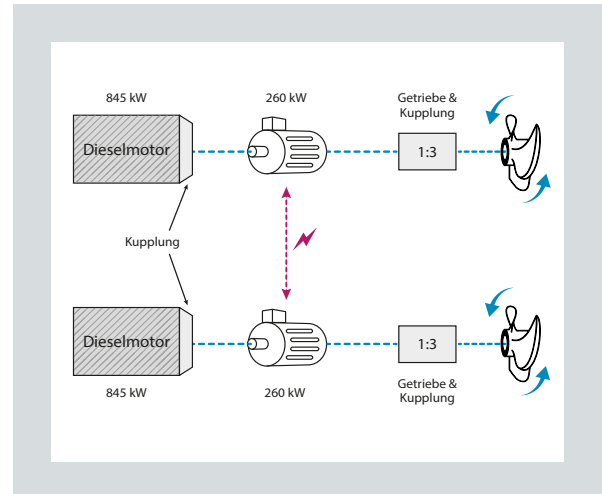 845 kW
260 kW
Getriebe &
Kupplung
Dieselmotor
1:3
Kupplung
Dieselmotor
1:3
845 kW
260 kW
Getriebe &
Kupplung